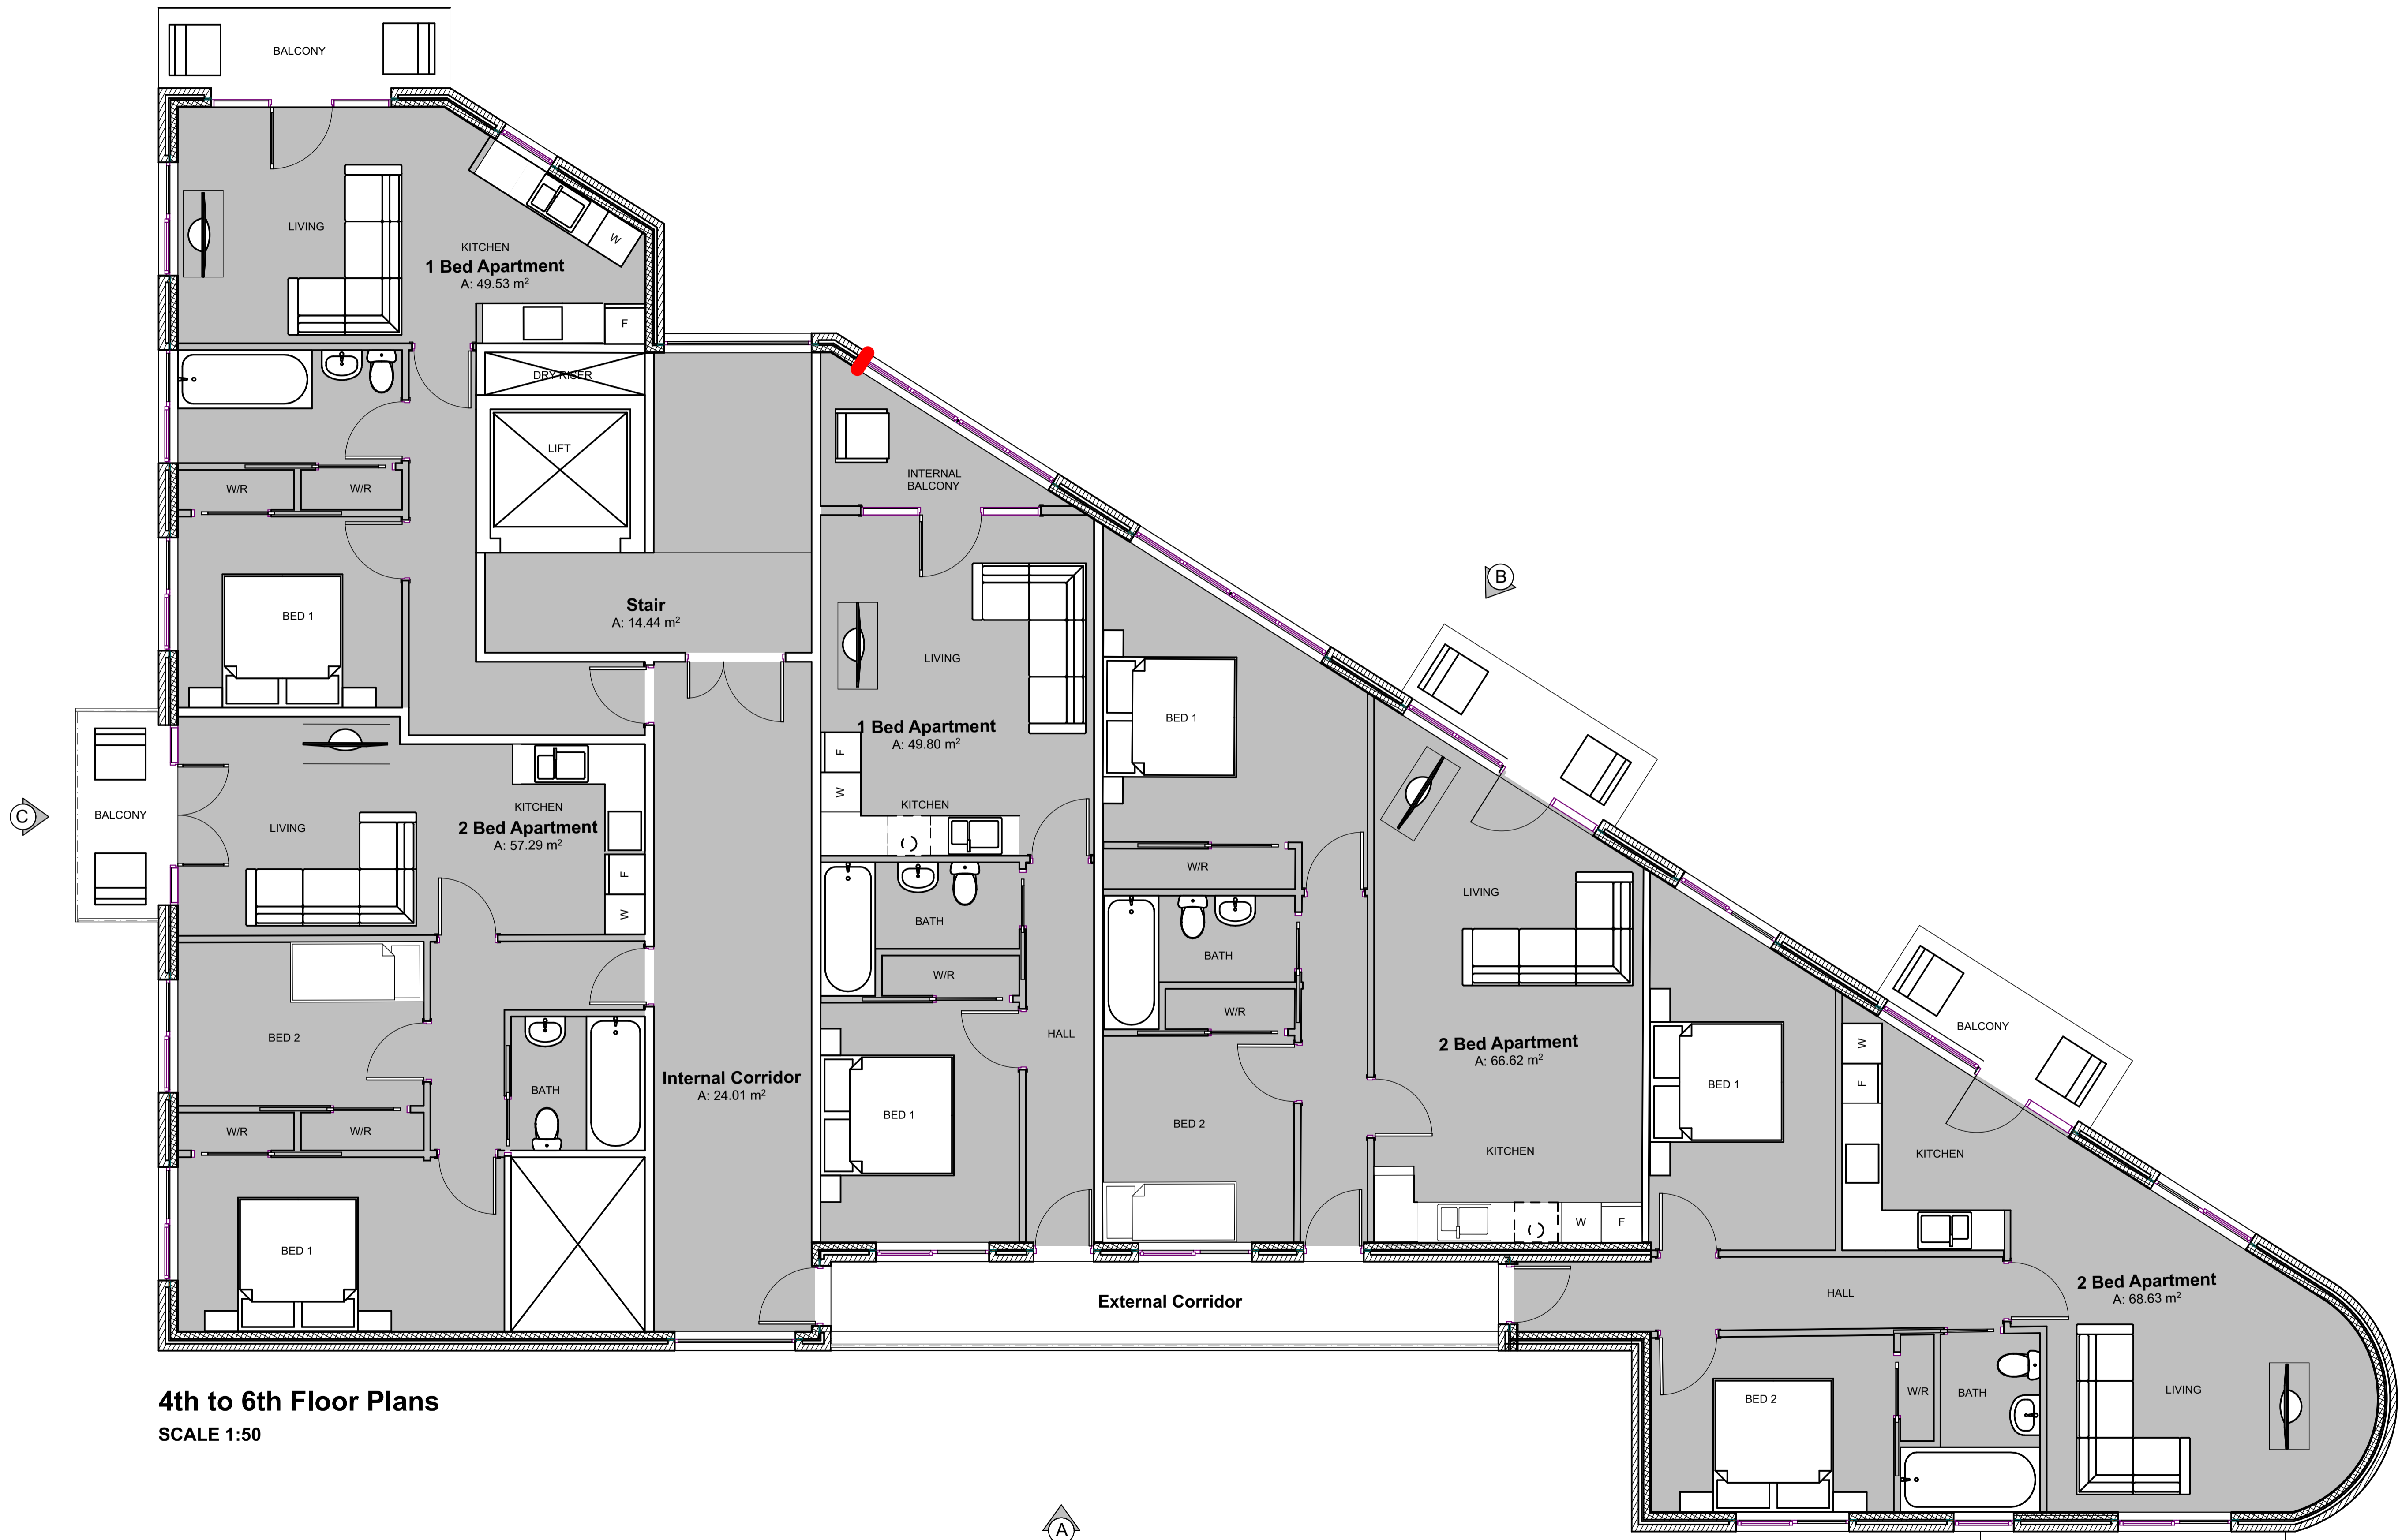 BALCONY
LIVING
KITCHEN
1 Bed Apartment
A: 49.53 m²
W
F
DRY RISER
LIFT
W/R
W/R
BED 1
Stair
A: 14.44 m²
INTERNAL
BALCONY
LIVING
1 Bed Apartment
A: 49.80 m²
F
W
KITCHEN
BATH
W/R
HALL
BED 1
B
BED 1
W/R
BATH
W/R
BED 2
LIVING
2 Bed Apartment
A: 66.62 m²
KITCHEN
W
F
C
BALCONY
LIVING
KITCHEN
2 Bed Apartment
A: 57.29 m²
F
W
BED 2
BATH
W/R
W/R
BED 1
Internal Corridor
A: 24.01 m²
External Corridor
BALCONY
W
F
BED 1
KITCHEN
HALL
2 Bed Apartment
A: 68.63 m²
BED 2
W/R
BATH
LIVING
4th to 6th Floor Plans
SCALE 1:50
A